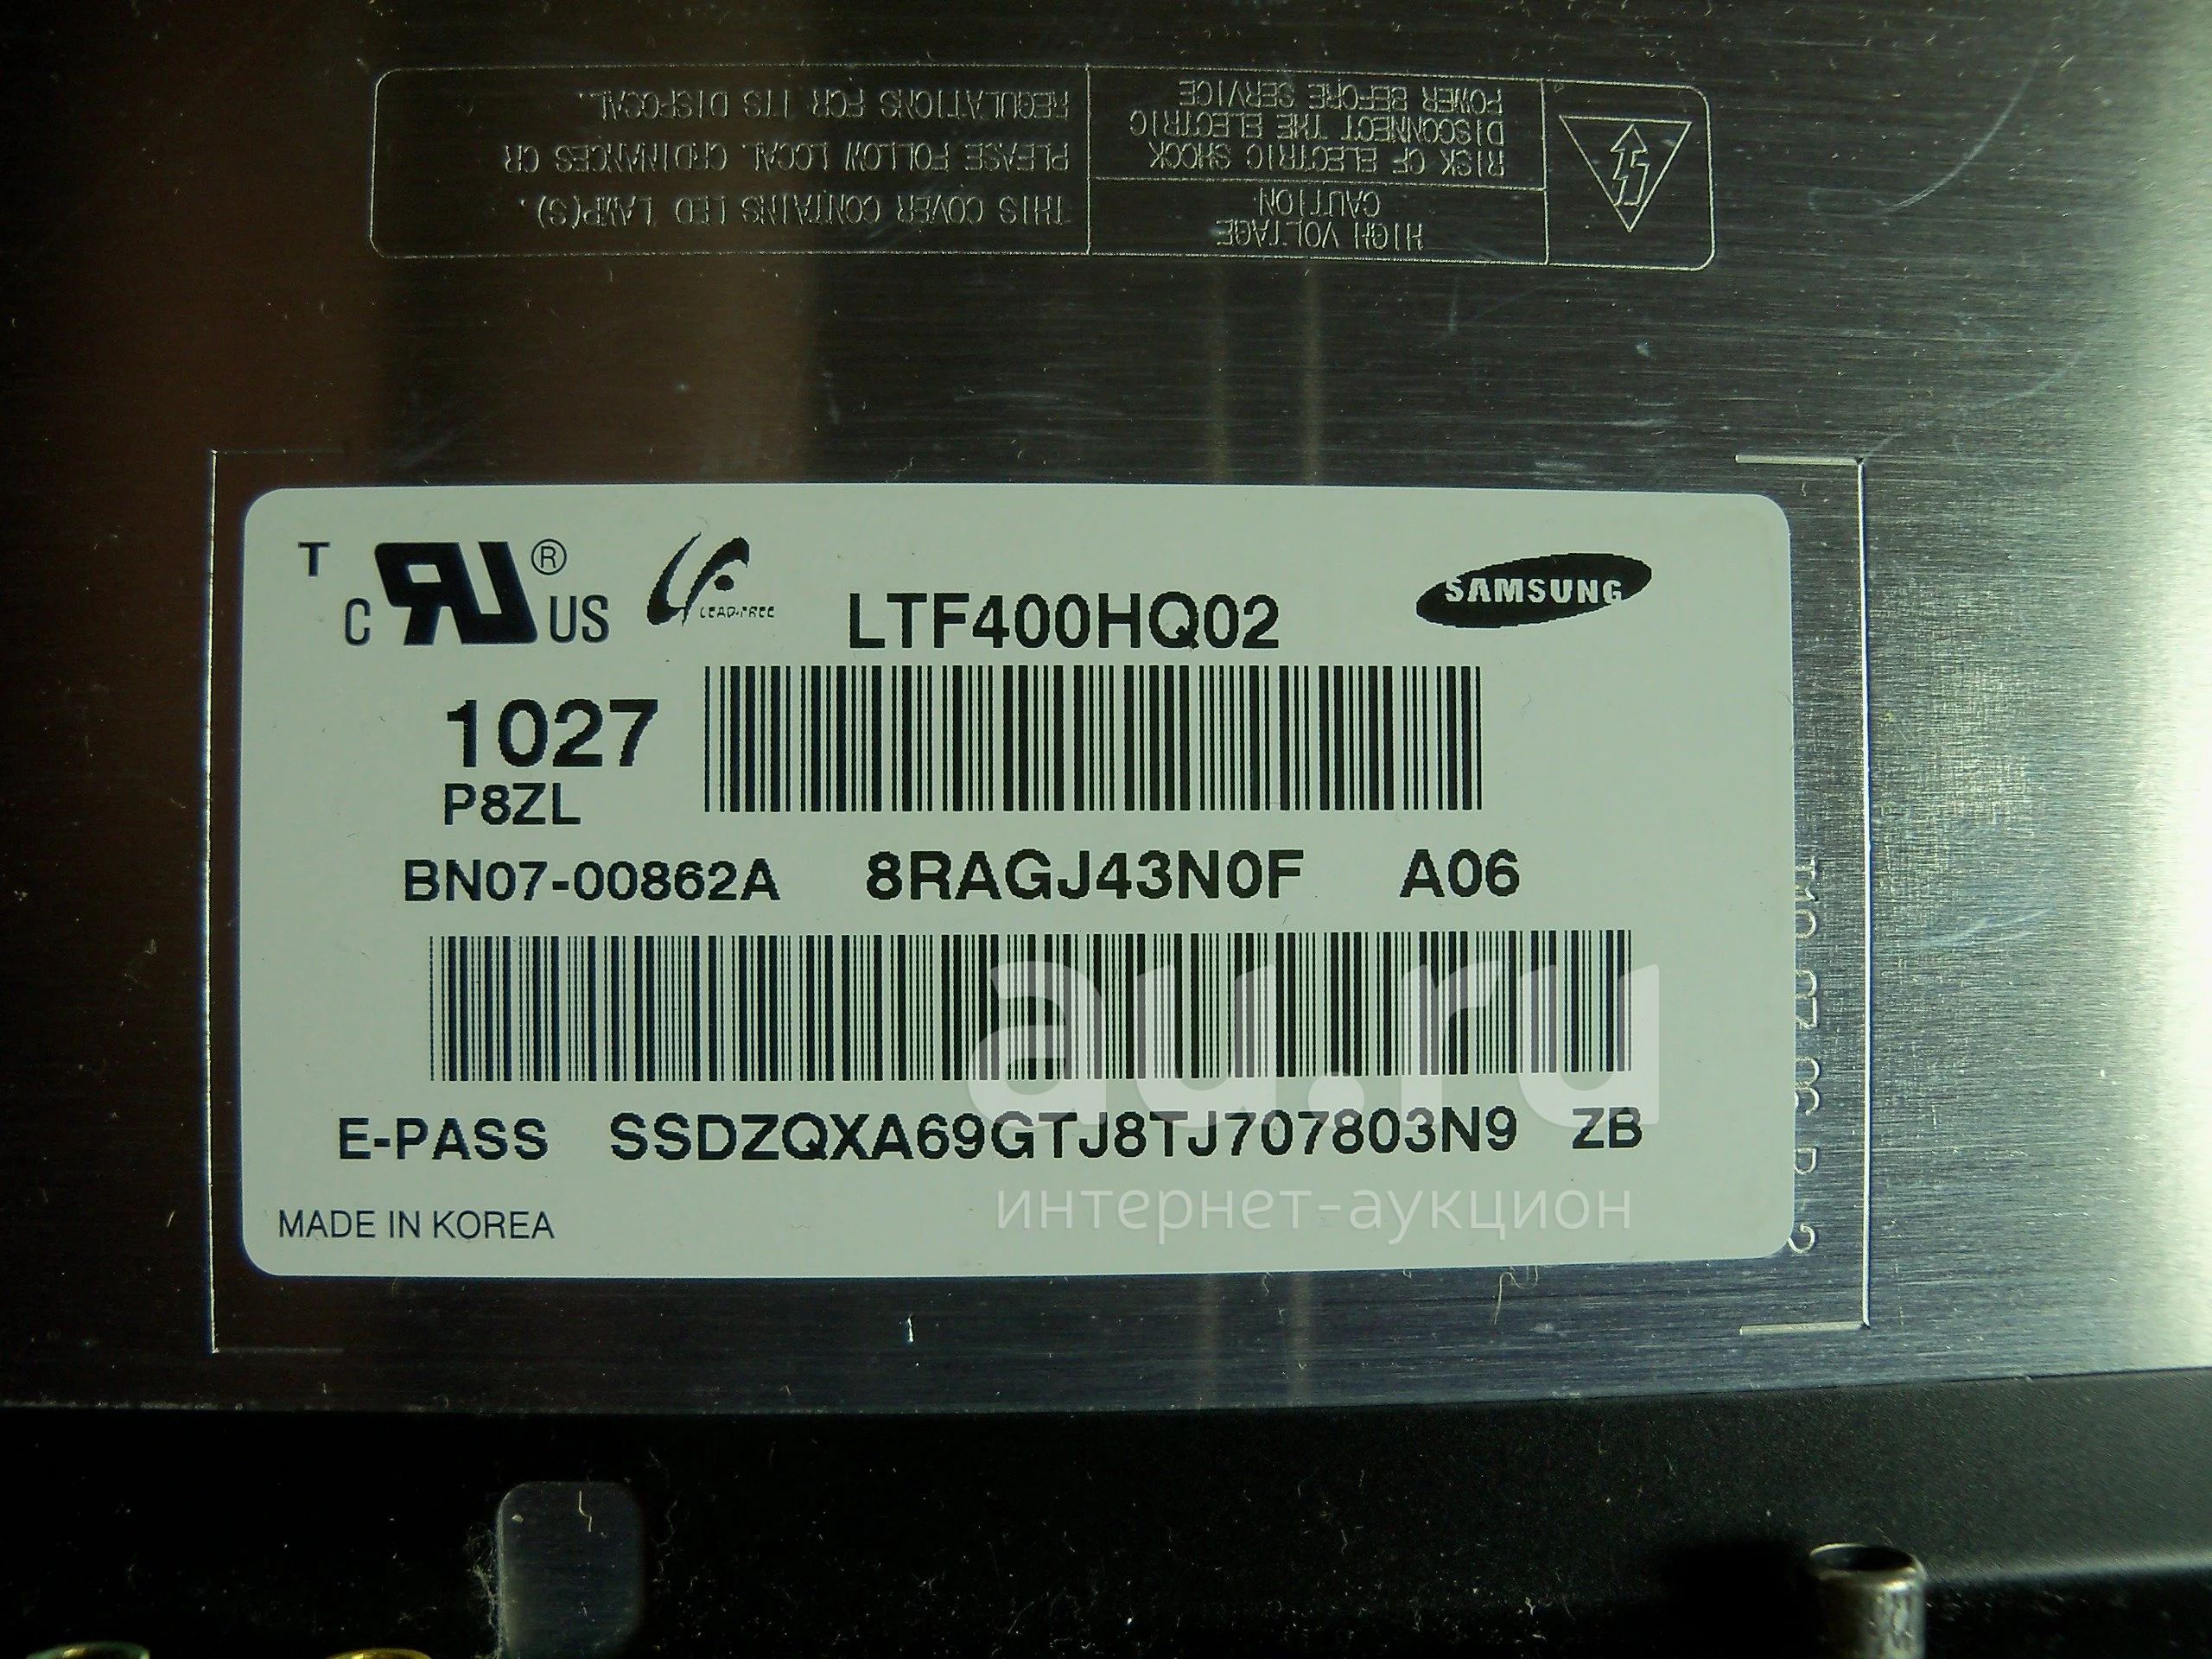 HIGH VOLTAGE
CAUTION
RISK OF ELECTRIC SHOCK
DISCONNECT THE ELECTRIC
POWER BEFORE SERVICE
THIS COVER CONTAINS LED LAMP(S).
PLEASE FOLLOW LOCAL ORDINANCES OR
REGULATIONS FOR ITS DISPOSAL.
T
C RU ® US
LEAD-FREE
LTF400HQ02
SAMSUNG
1027
P8ZL
BN07-00862A 8RAGJ43N0F A06
au.ru
E-PASS SSDZQXA69GTJ8TJ707803N9 ZB
интернет-аукцион
MADE IN KOREA